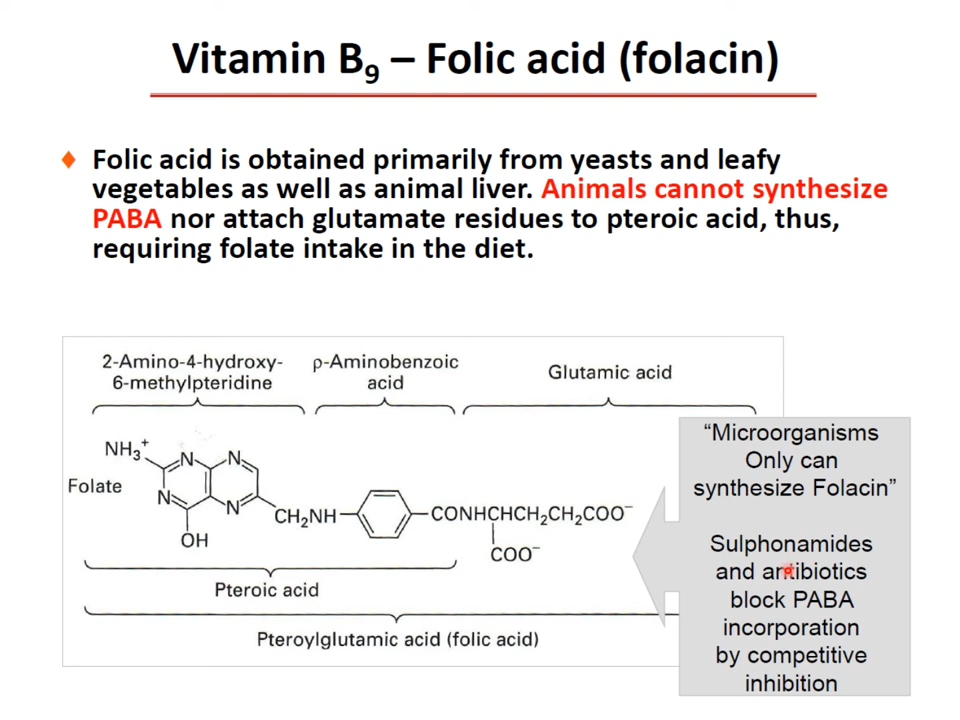 Vitamin B₉ – Folic acid (folacin)
♦ Folic acid is obtained primarily from yeasts and leafy
vegetables as well as animal liver. Animals cannot synthesize
PABA nor attach glutamate residues to pteroic acid, thus,
requiring folate intake in the diet.
2-Amino-4-hydroxy-
6-methylpteridine
ρ-Aminobenzoic
acid
Glutamic acid
NH₃⁺
N
N
Folate
N
N
CH₂NH
CONHCHCH₂CH₂COO⁻
OH
COO⁻
Pteroic acid
Pteroylglutamic acid (folic acid)
“Microorganisms
Only can
synthesize Folacin”
Sulphonamides
and antibiotics
block PABA
incorporation
by competitive
inhibition